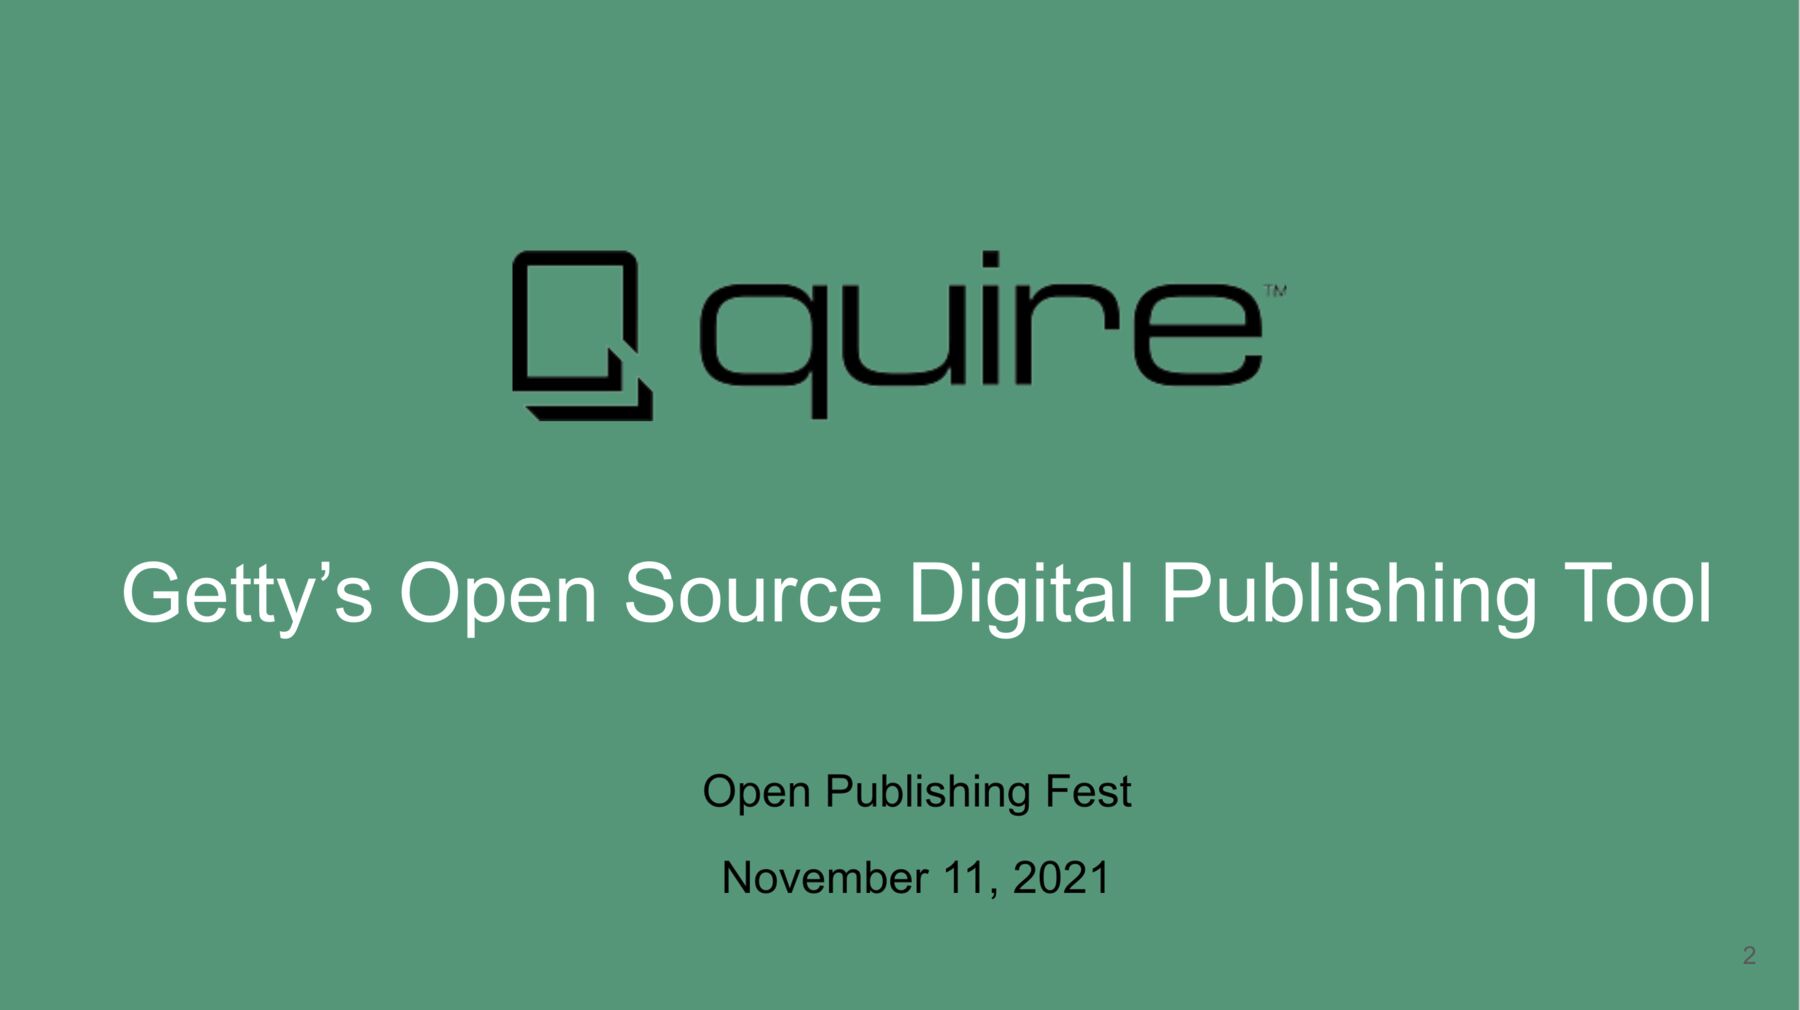 quire™
Getty’s Open Source Digital Publishing Tool
Open Publishing Fest
November 11, 2021
2